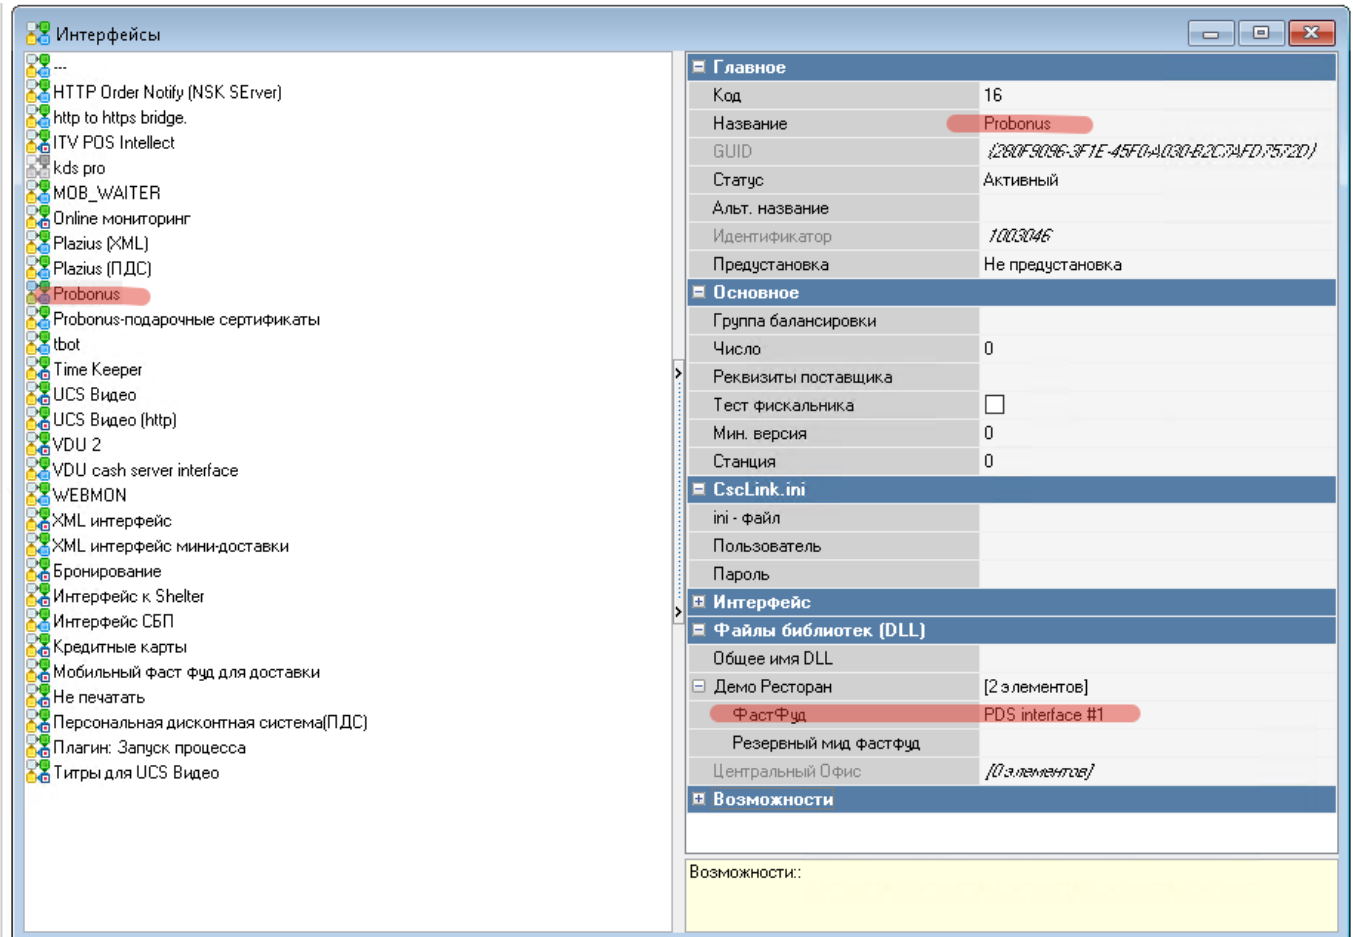 Интерфейсы
---
HTTP Order Notify (NSK SErver)
http to https bridge.
ITV POS Intellect
kds pro
MOB_WAITER
Online мониторинг
Plazius (XML)
Plazius (ПДС)
Probonus
Probonus-подарочные сертификаты
tbot
Time Keeper
UCS Видео
UCS Видео (http)
VDU 2
VDU cash server interface
WEBMON
XML интерфейс
XML интерфейс мини-доставки
Бронирование
Интерфейс к Shelter
Интерфейс СБП
Кредитные карты
Мобильный фаст фуд для доставки
Не печатать
Персональная дисконтная система(ПДС)
Плагин: Запуск процесса
Титры для UCS Видео
Главное
Код 16
Название Probonus
GUID {280F9096-3F1E-45F0-A030-B2C7AFD7572D}
Статус Активный
Альт. название
Идентификатор 1003046
Предустановка Не предустановка
Основное
Группа балансировки
Число 0
Реквизиты поставщика
Тест фискальника
Мин. версия 0
Станция 0
CscLink.ini
ini - файл
Пользователь
Пароль
Интерфейс
Файлы библиотек (DLL)
Общее имя DLL
Демо Ресторан [2 элементов]
ФастФуд PDS interface #1
Резервный мид фастфуд
Центральный Офис [0 элементов]
Возможности
Возможности::